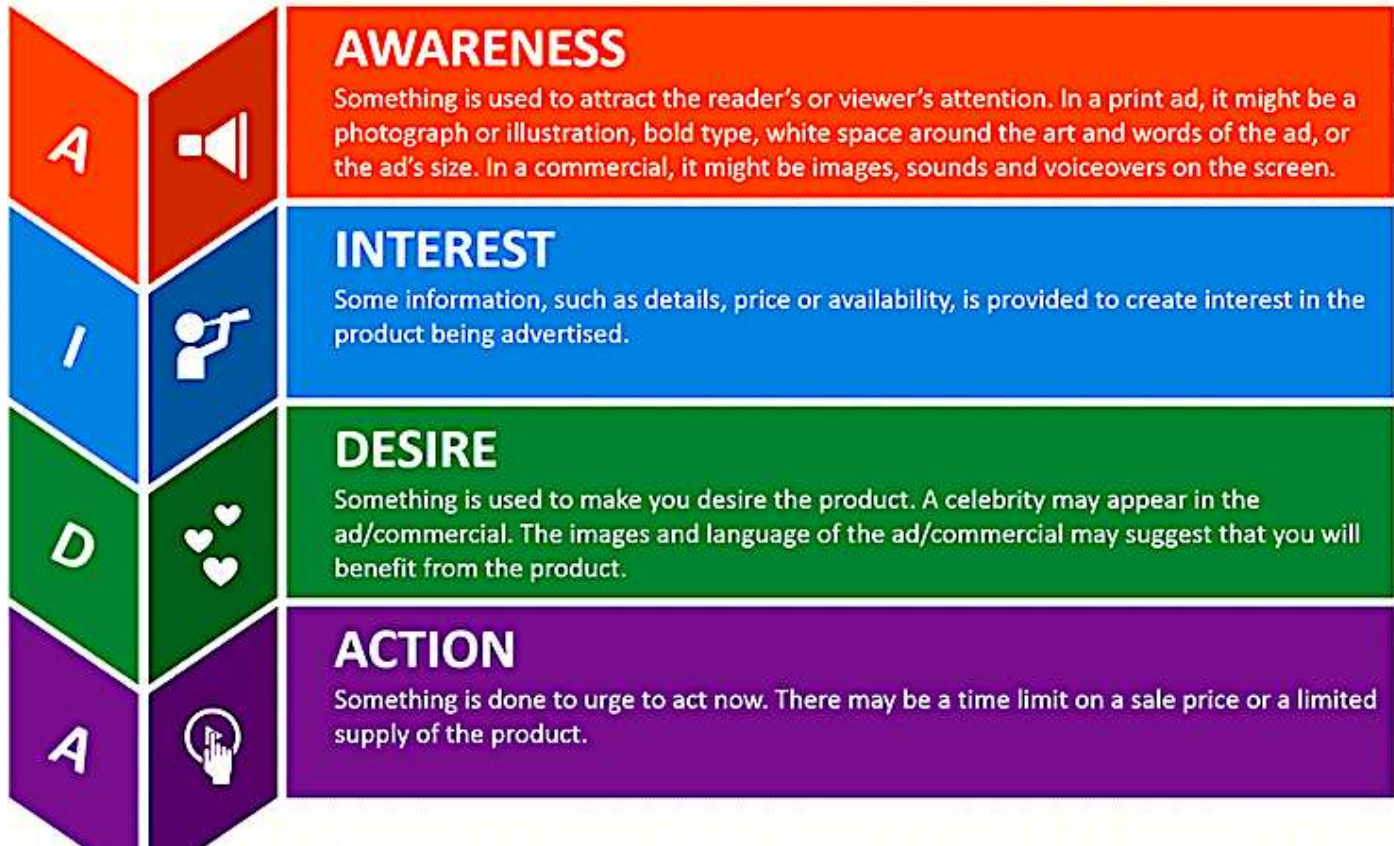 A
AWARENESS
Something is used to attract the reader's or viewer's attention. In a print ad, it might be a
photograph or illustration, bold type, white space around the art and words of the ad, or
the ad's size. In a commercial, it might be images, sounds and voiceovers on the screen.
I
INTEREST
Some information, such as details, price or availability, is provided to create interest in the
product being advertised.
D
DESIRE
Something is used to make you desire the product. A celebrity may appear in the
ad/commercial. The images and language of the ad/commercial may suggest that you will
benefit from the product.
A
ACTION
Something is done to urge to act now. There may be a time limit on a sale price or a limited
supply of the product.